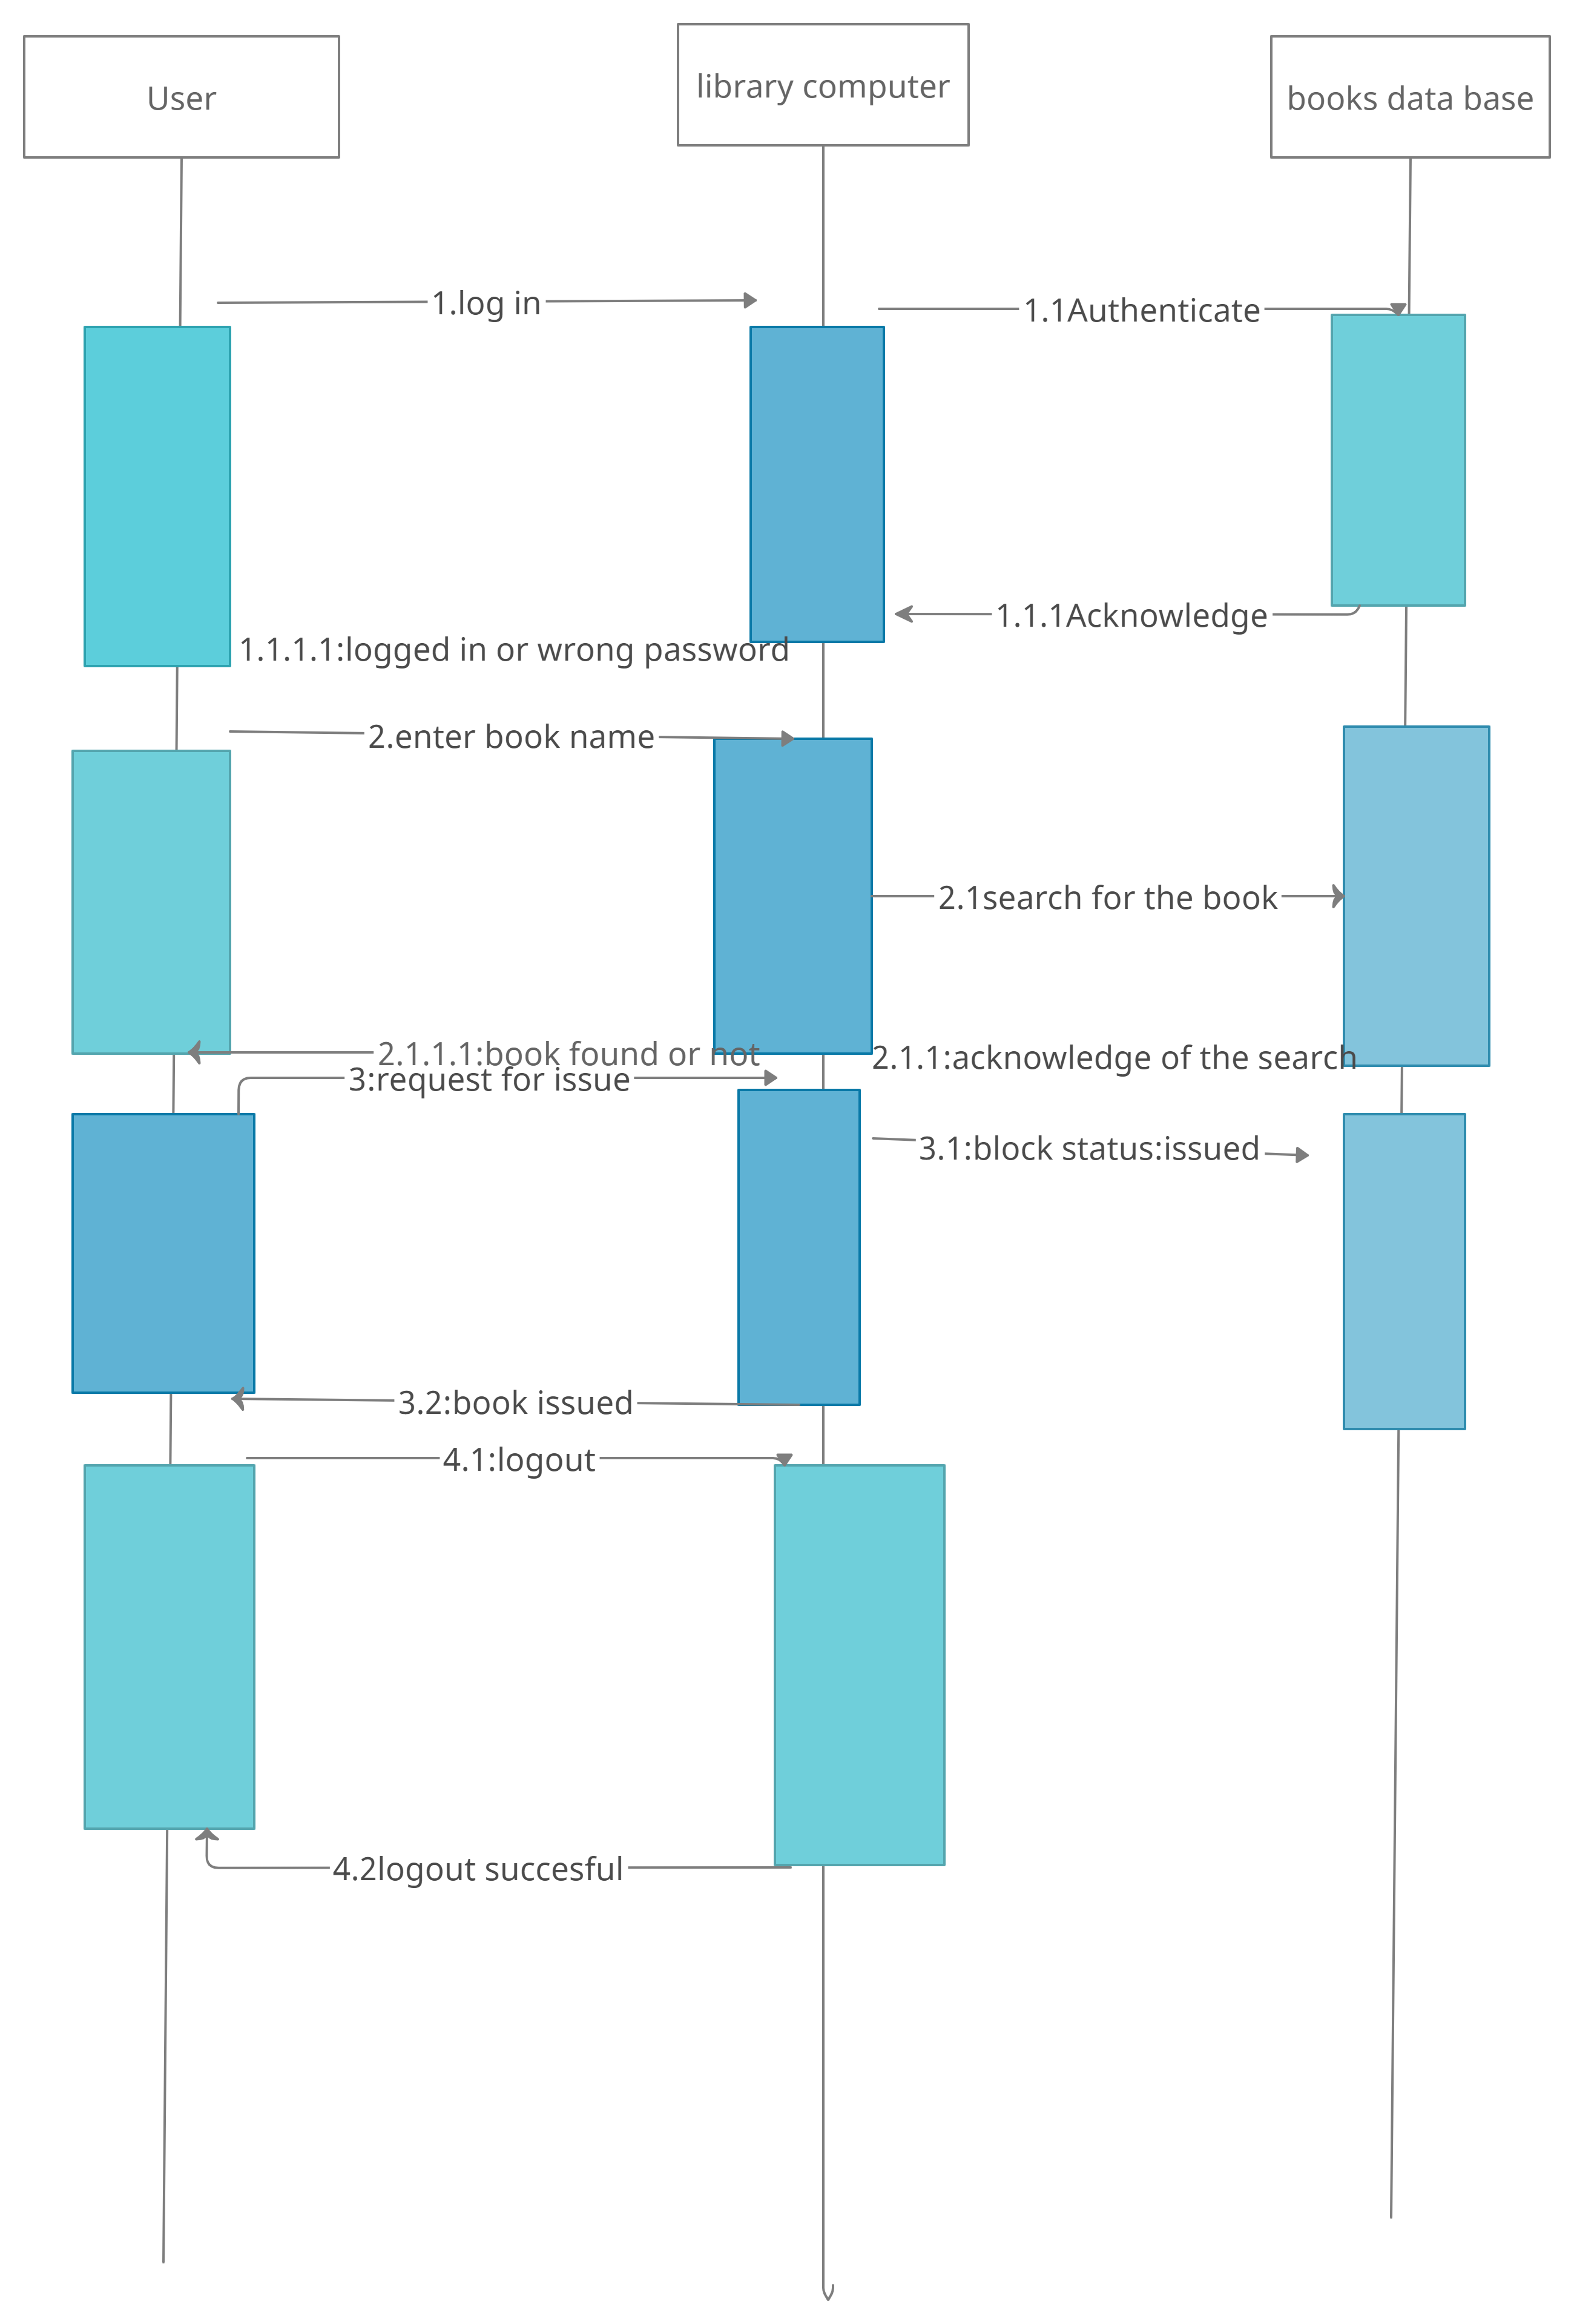 User
library computer
books data base
1.log in
1.1Authenticate
1.1.1Acknowledge
1.1.1.1:logged in or wrong password
2.enter book name
2.1search for the book
2.1.1.1:book found or not
2.1.1:acknowledge of the search
3:request for issue
3.1:block status:issued
3.2:book issued
4.1:logout
4.2logout succesful